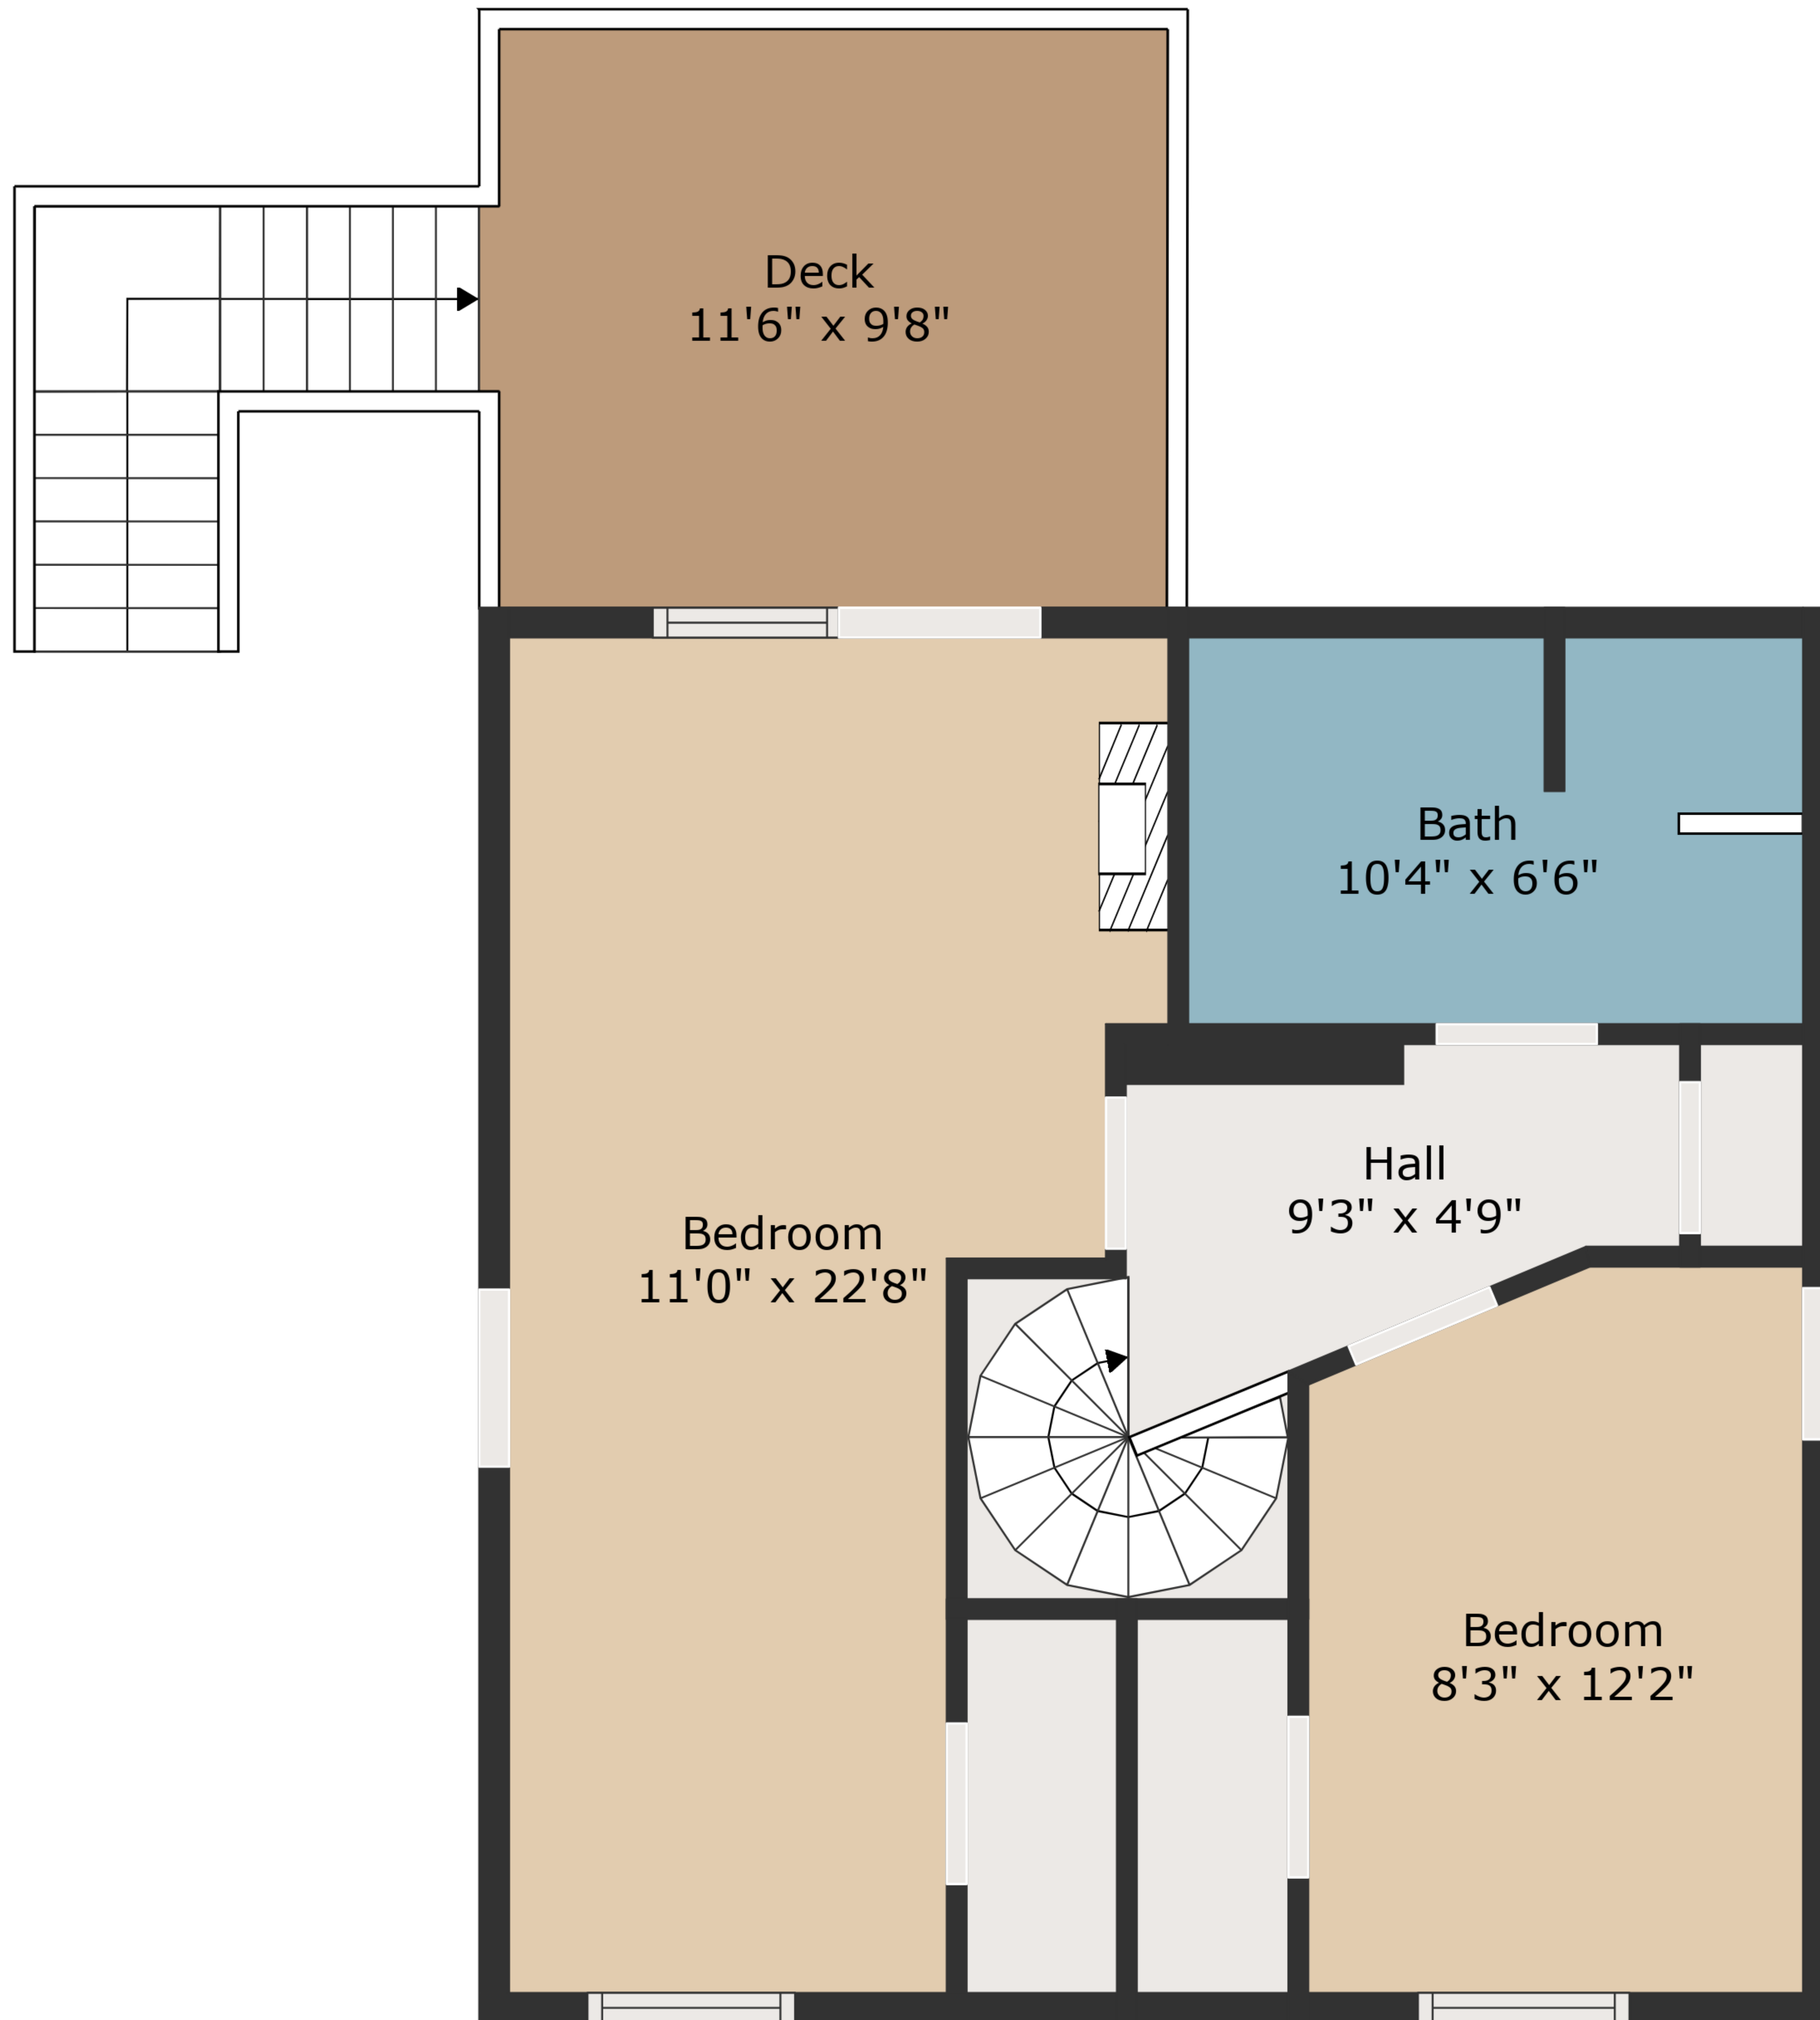 Deck
11'6" x 9'8"
Bath
10'4" x 6'6"
Hall
9'3" x 4'9"
Bedroom
11'0" x 22'8"
Bedroom
8'3" x 12'2"